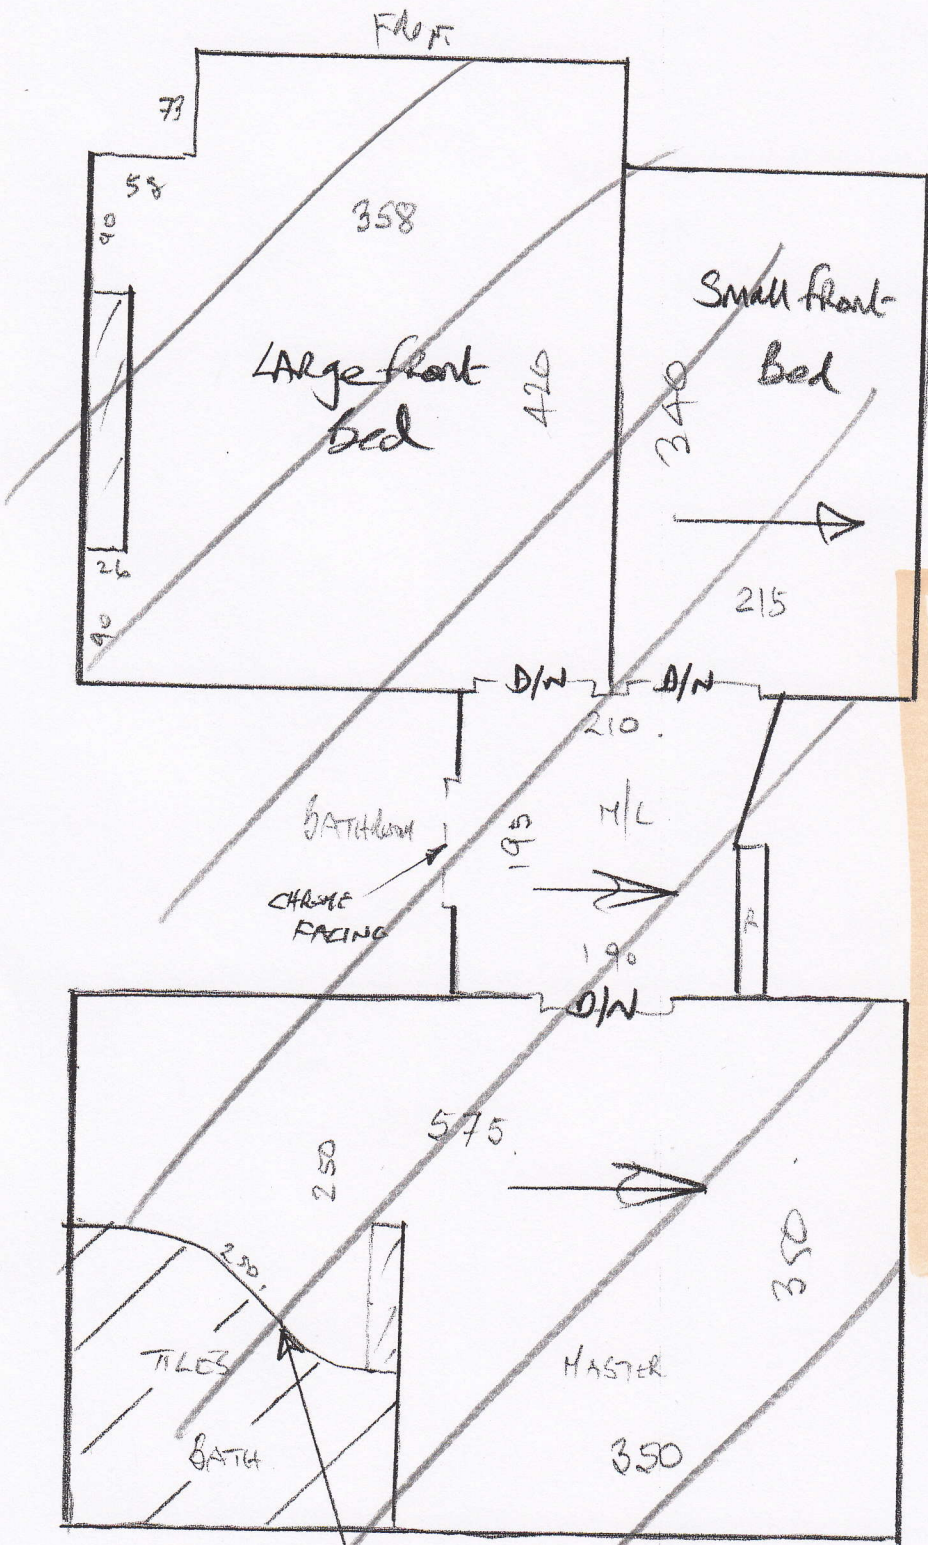 73
58
90
358
Small front
Bed
LARge front
bed
420
340
26
90
215
D/N
D/N
210
BATHROOM
195
M/L
CHROME
FACING
190
D/N
575
250
350
250
TILES
MASTER
BATH
350